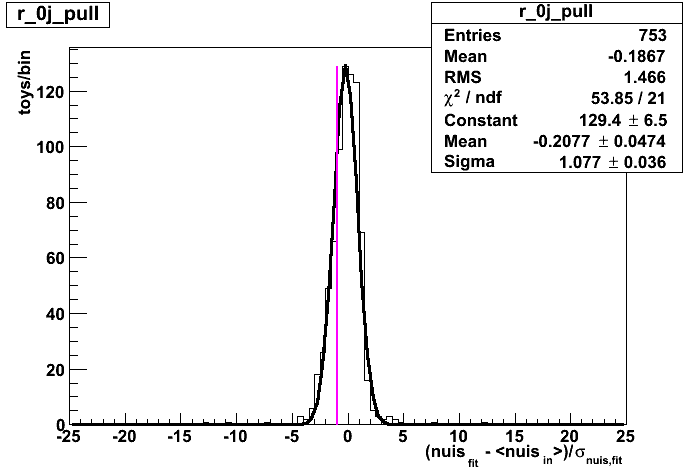 r_0j_pull
r_0j_pull
Entries 753
Mean -0.1867
RMS 1.466
χ² / ndf 53.85 / 21
Constant 129.4 ± 6.5
Mean -0.2077 ± 0.0474
Sigma 1.077 ± 0.036
toys/bin
120
100
80
60
40
20
0
-25 -20 -15 -10 -5 0 5 10 15 20 25
(nuis_fit - <nuis_in>)/σ_nuis,fit